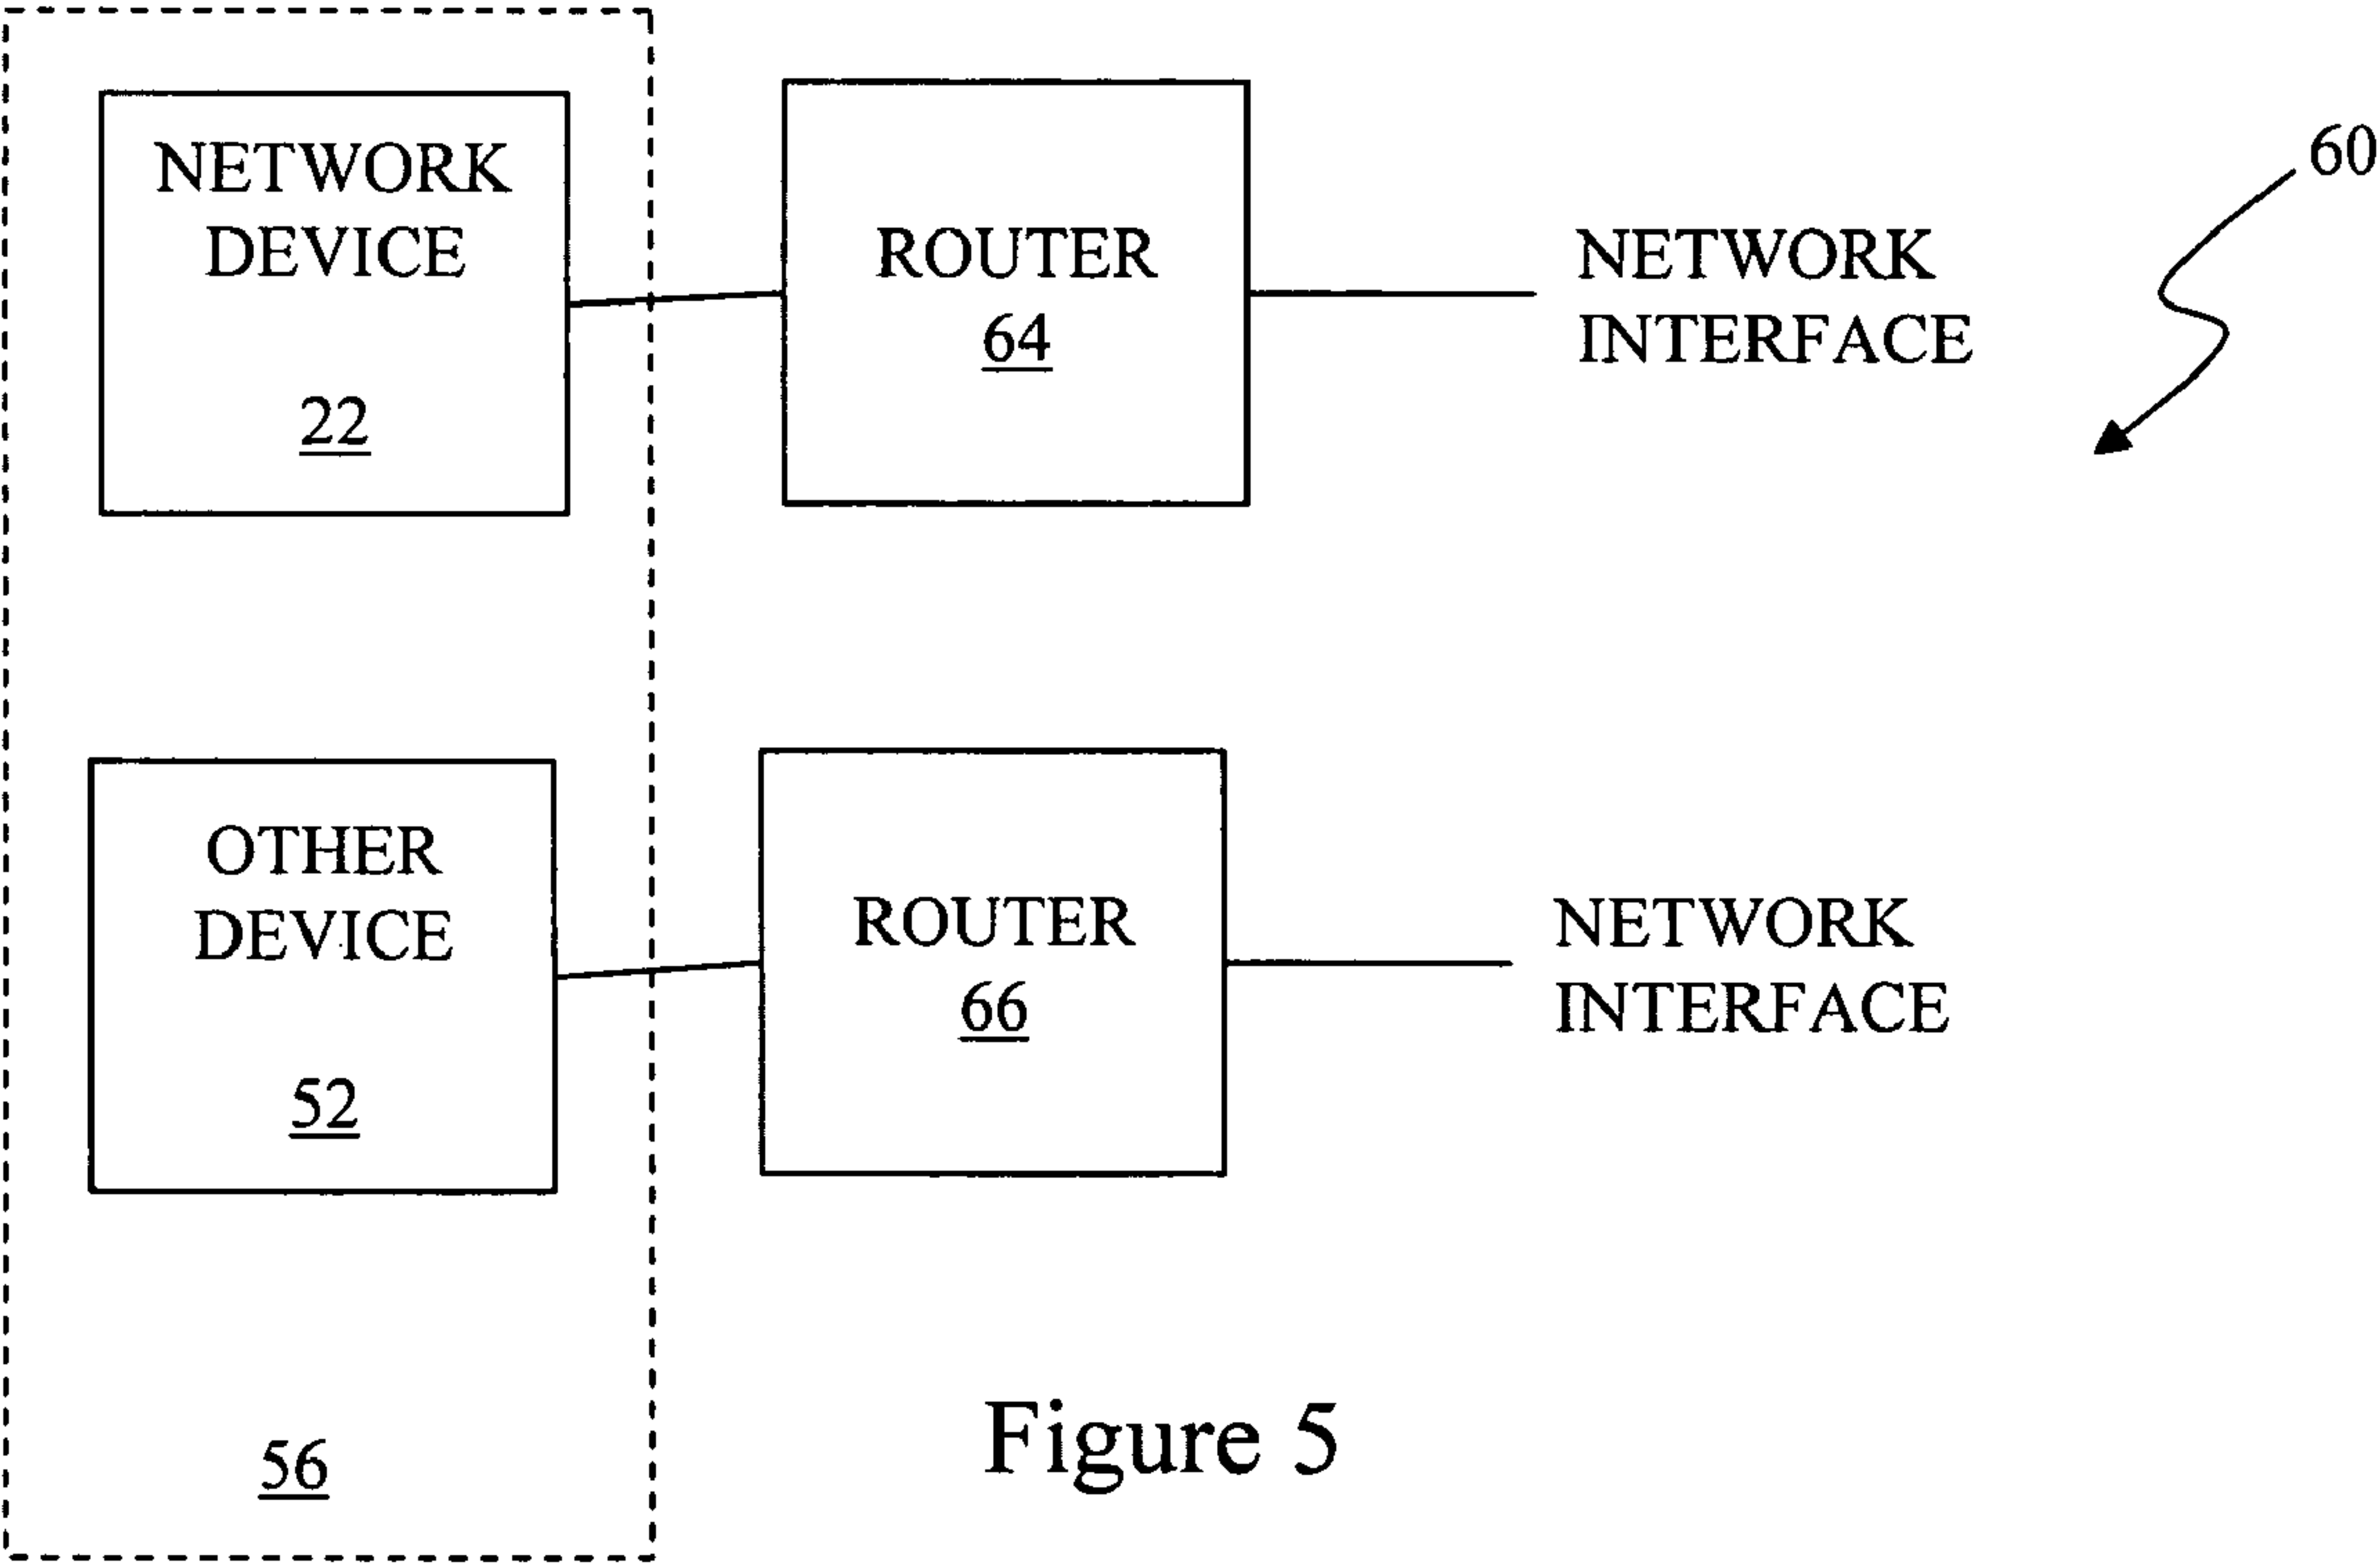 NETWORK
DEVICE
22
ROUTER
64
NETWORK
INTERFACE
60
OTHER
DEVICE
52
ROUTER
66
NETWORK
INTERFACE
56
Figure 5